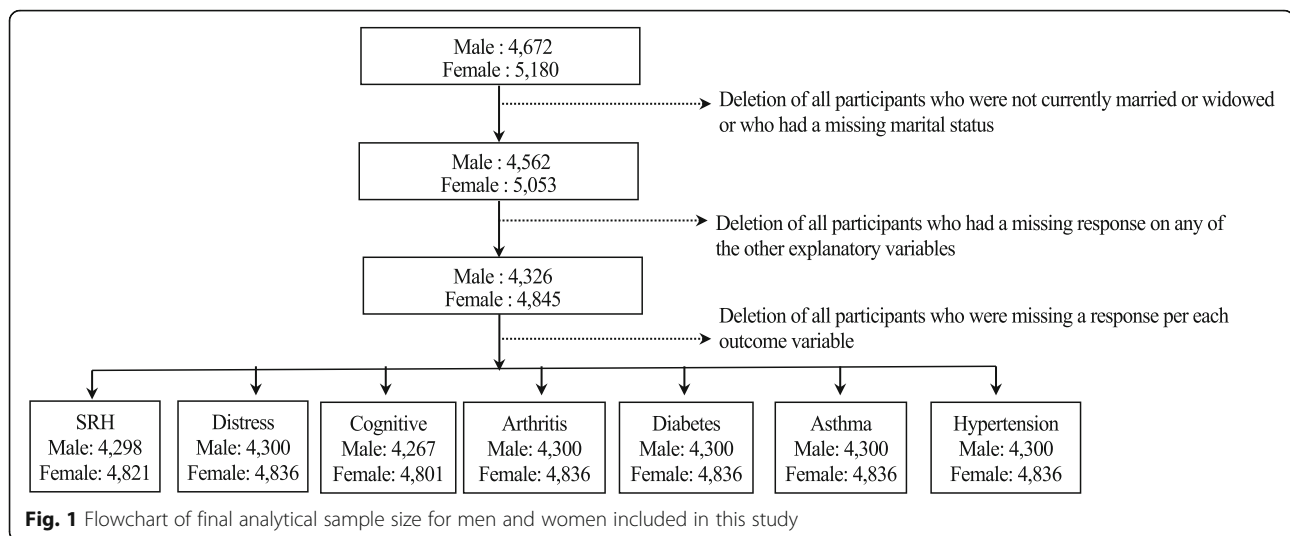 Male : 4,672
Female : 5,180
Deletion of all participants who were not currently married or widowed
or who had a missing marital status
Male : 4,562
Female : 5,053
Deletion of all participants who had a missing response on any of
the other explanatory variables
Male : 4,326
Female : 4,845
Deletion of all participants who were missing a response per each
outcome variable
SRH
Male: 4,298
Female: 4,821
Distress
Male: 4,300
Female: 4,836
Cognitive
Male: 4,267
Female: 4,801
Arthritis
Male: 4,300
Female: 4,836
Diabetes
Male: 4,300
Female: 4,836
Asthma
Male: 4,300
Female: 4,836
Hypertension
Male: 4,300
Female: 4,836
Fig. 1 Flowchart of final analytical sample size for men and women included in this study